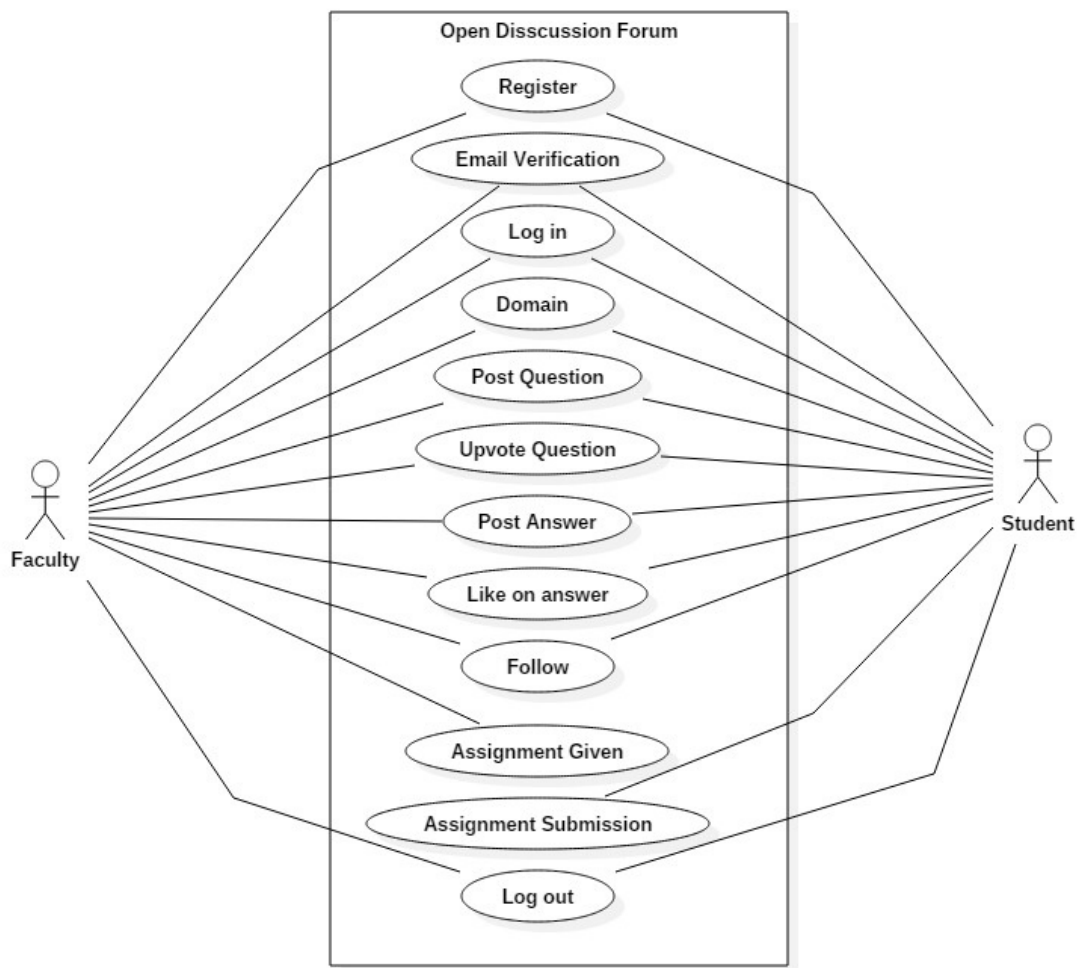 Open Disscussion Forum
Register
Email Verification
Log in
Domain
Post Question
Upvote Question
Post Answer
Like on answer
Follow
Assignment Given
Assignment Submission
Log out
Faculty
Student